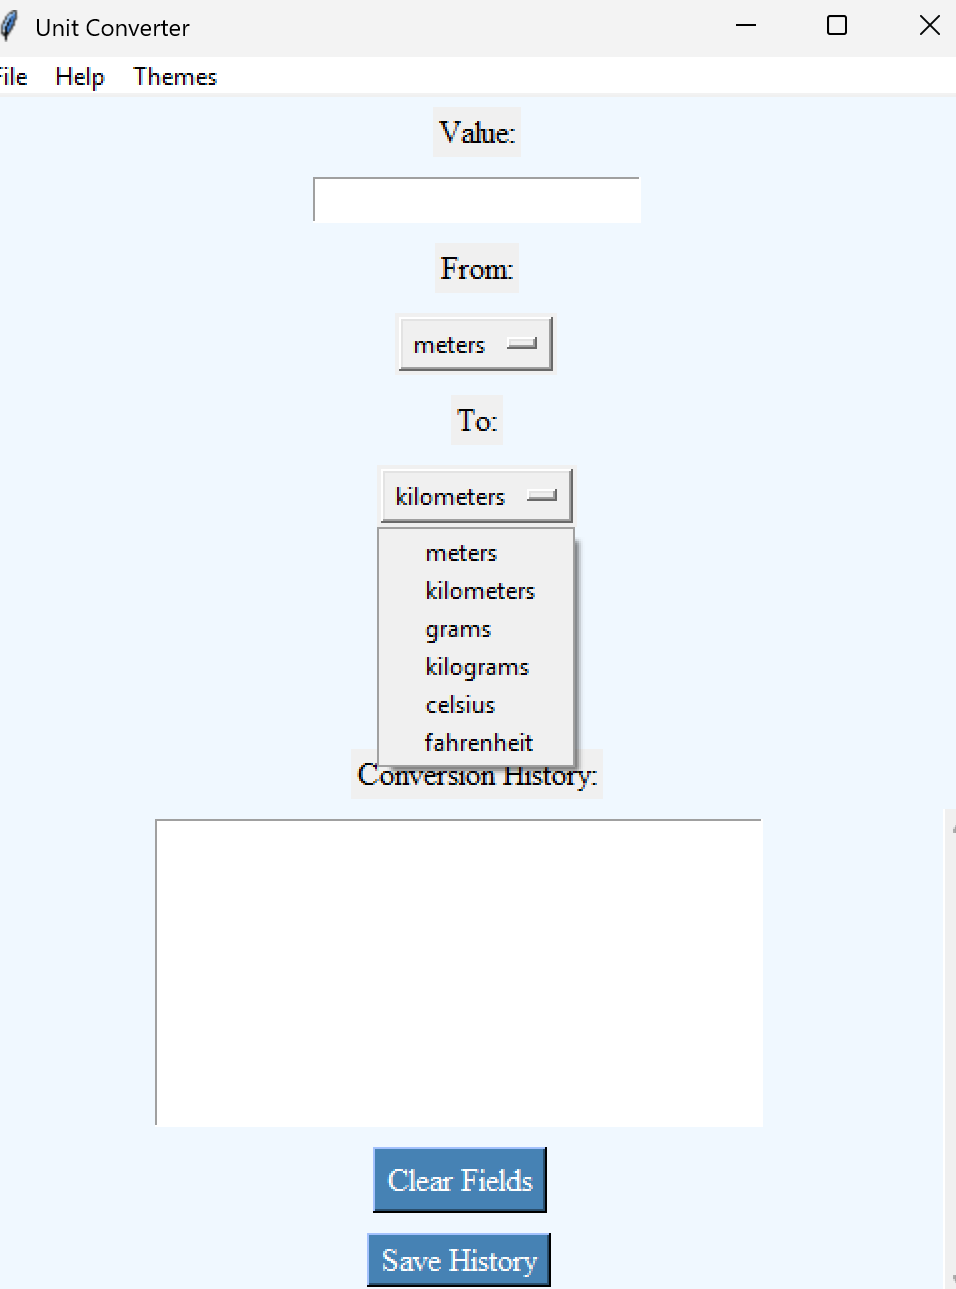 Unit Converter
File Help Themes
Value:
From:
meters
To:
kilometers
meters
kilometers
grams
kilograms
celsius
fahrenheit
Conversion History:
Clear Fields
Save History